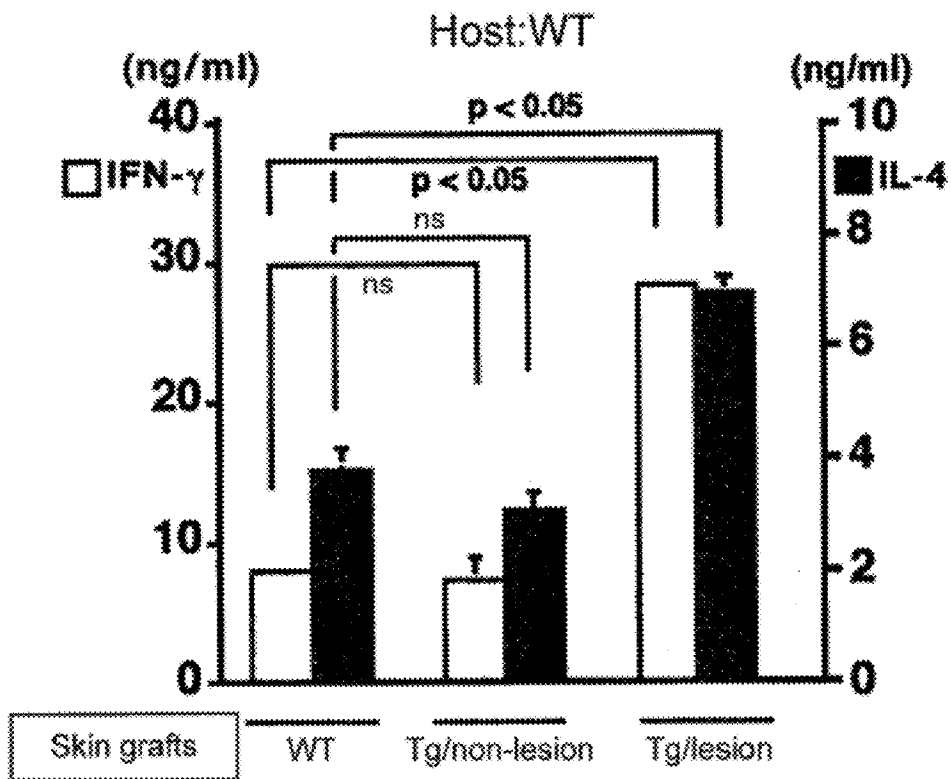 Host:WT
(ng/ml) (ng/ml)
p < 0.05
40 10
IFN-γ IL-4
p < 0.05
ns
8
30
ns
6
20
4
10
2
0 0
Skin grafts WT Tg/non-lesion Tg/lesion